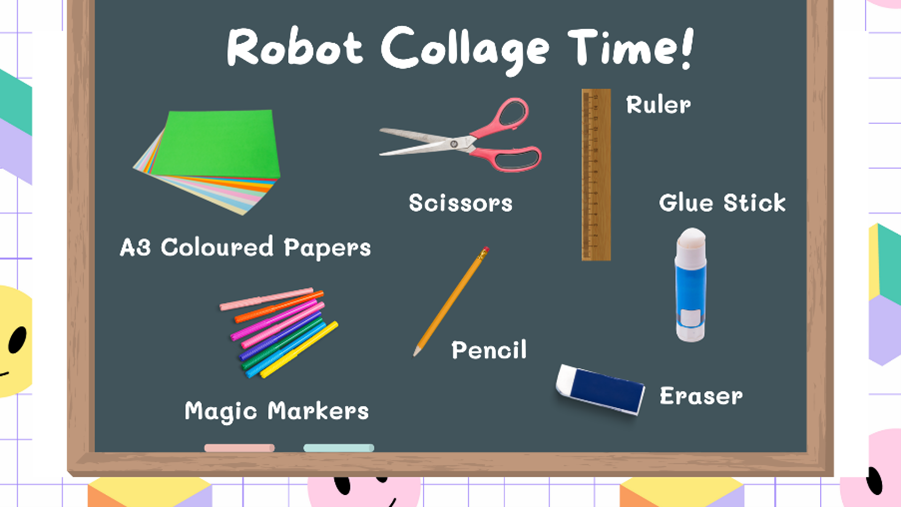 Robot Collage Time!
Ruler
Scissors
Glue Stick
A3 Coloured Papers
Pencil
Eraser
Magic Markers